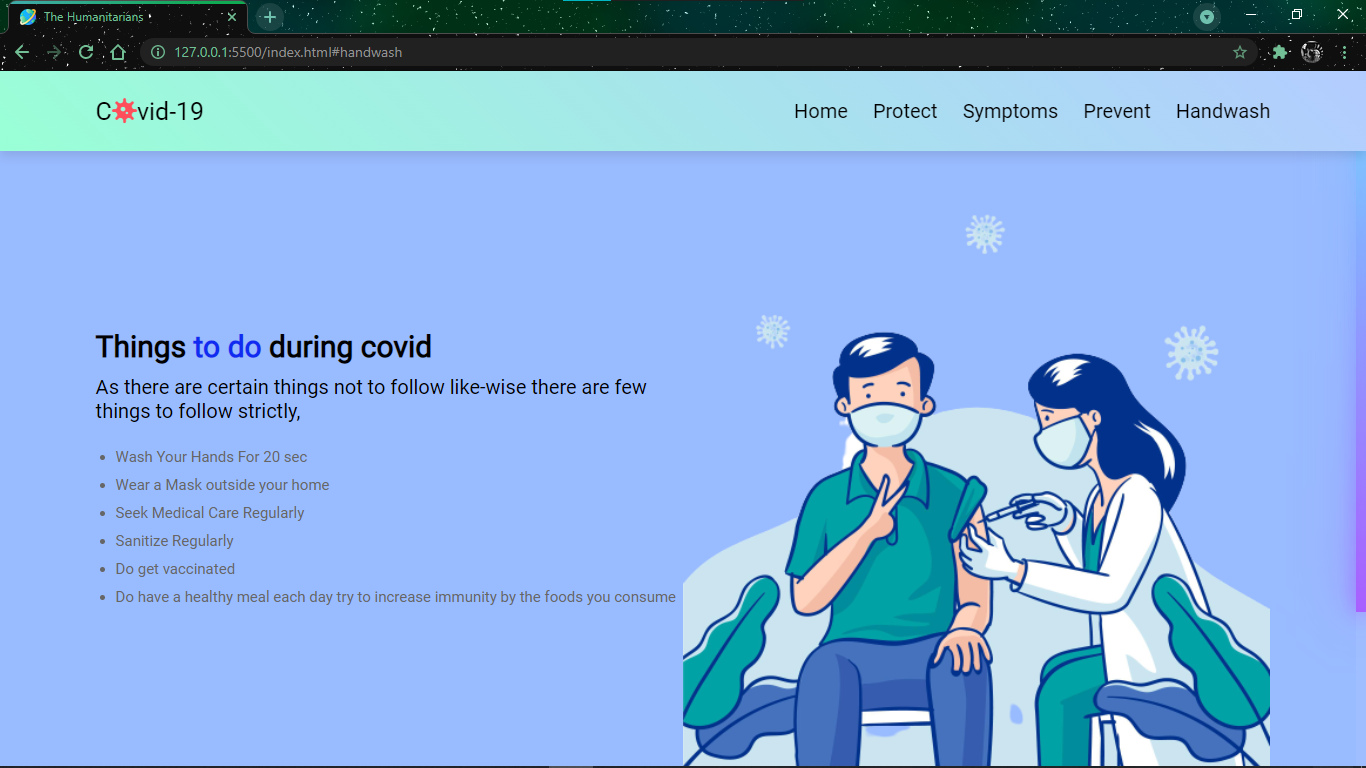 The Humanitarians
127.0.0.1:5500/index.html#handwash
Cvid-19
Home Protect Symptoms Prevent Handwash
Things to do during covid
As there are certain things not to follow like-wise there are few
things to follow strictly,
Wash Your Hands For 20 sec
Wear a Mask outside your home
Seek Medical Care Regularly
Sanitize Regularly
Do get vaccinated
Do have a healthy meal each day try to increase immunity by the foods you consume